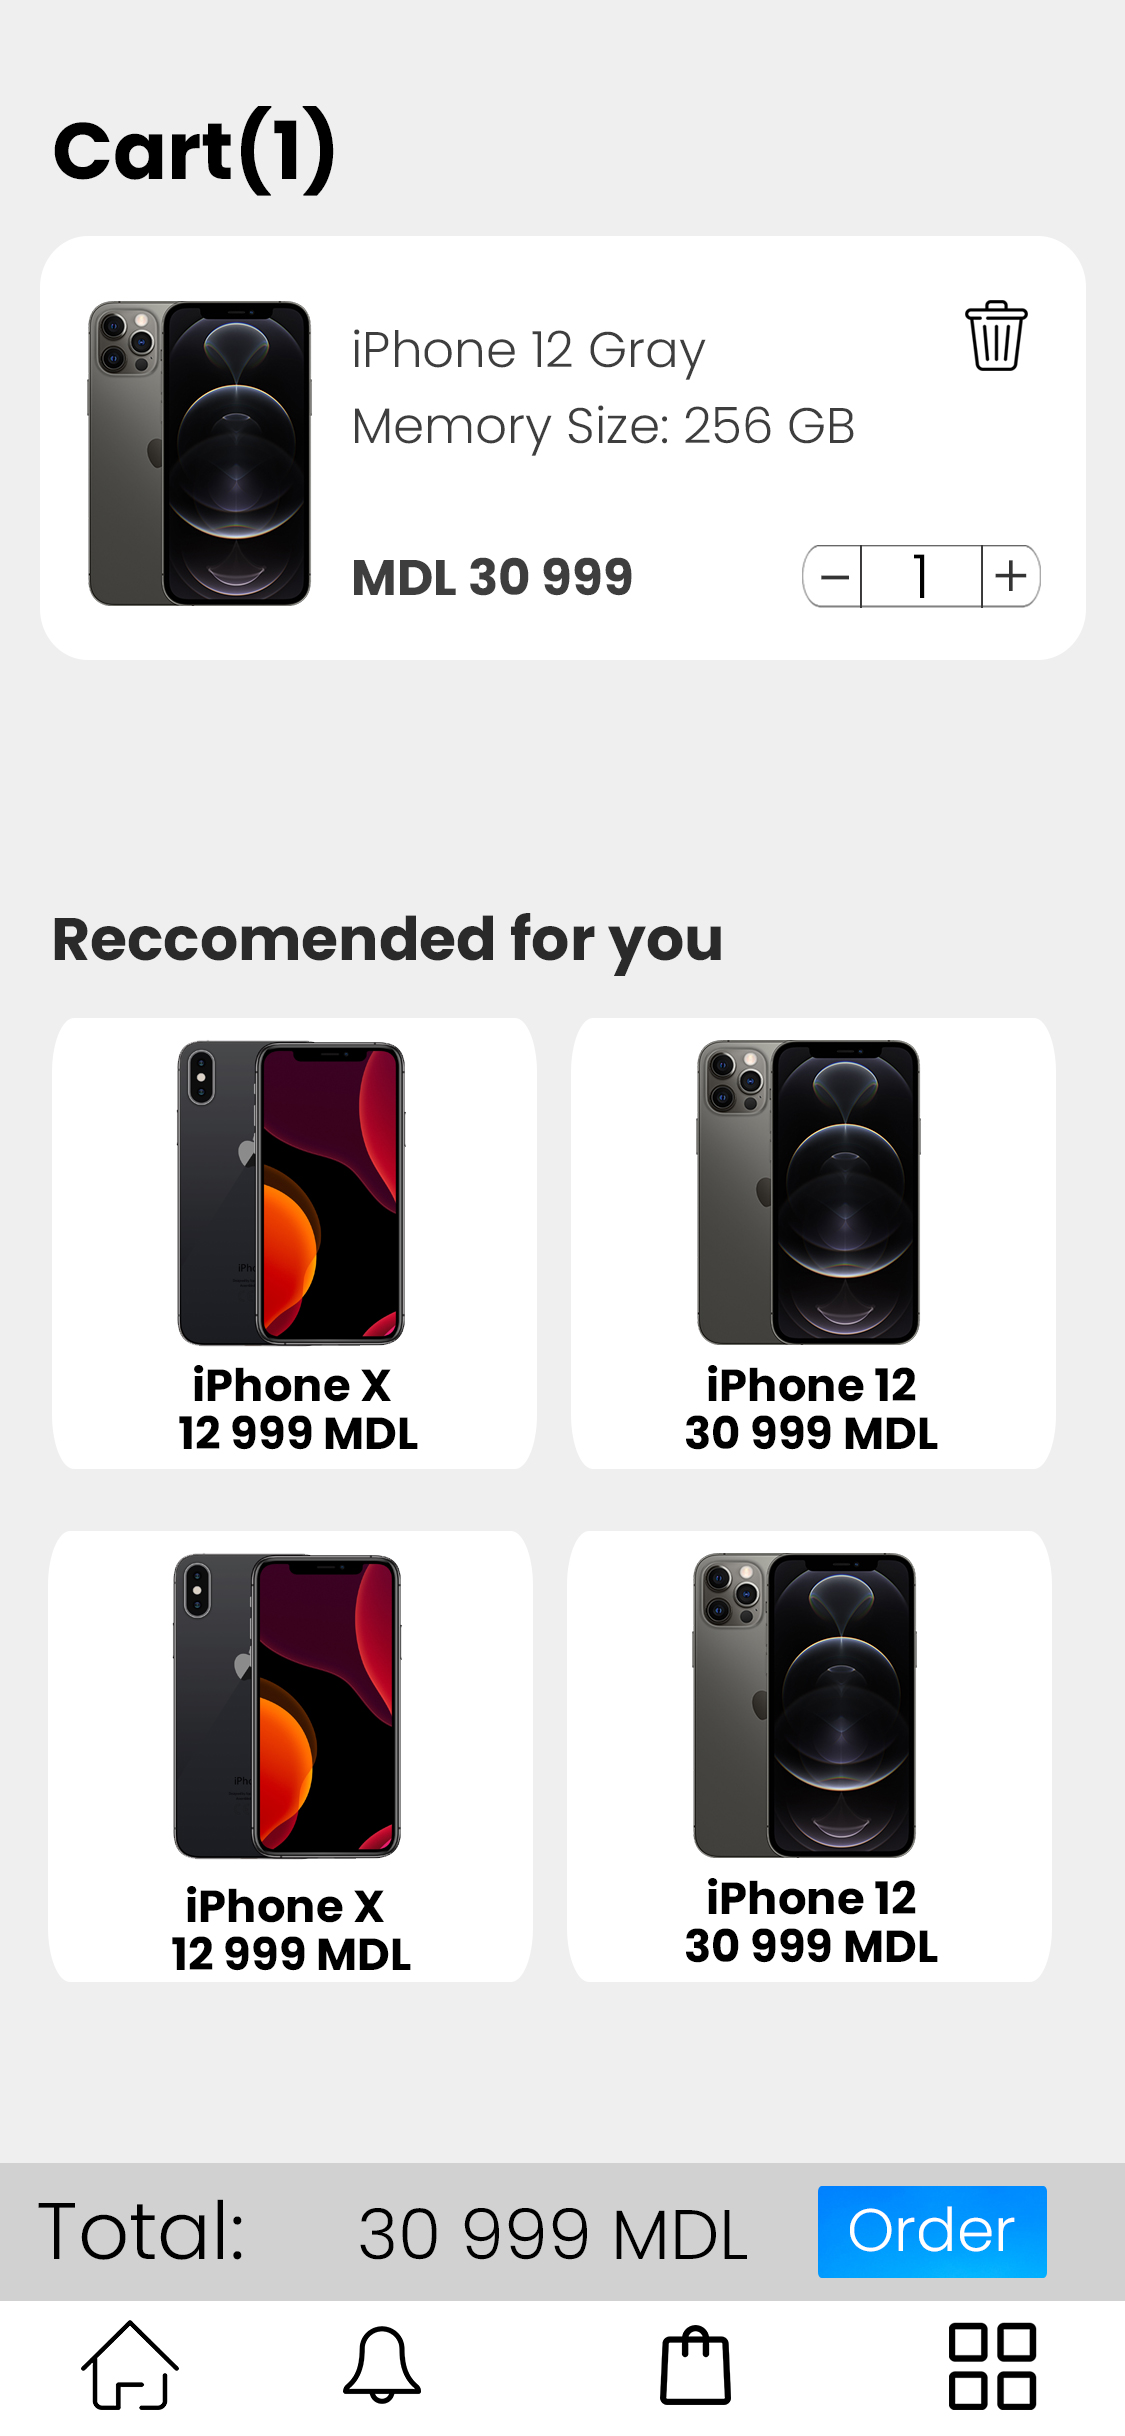 Cart(1)
iPhone 12 Gray
Memory Size: 256 GB
MDL 30 999
− 1 +
Reccomended for you
iPhone X
12 999 MDL
iPhone 12
30 999 MDL
iPhone X
12 999 MDL
iPhone 12
30 999 MDL
Total: 30 999 MDL Order